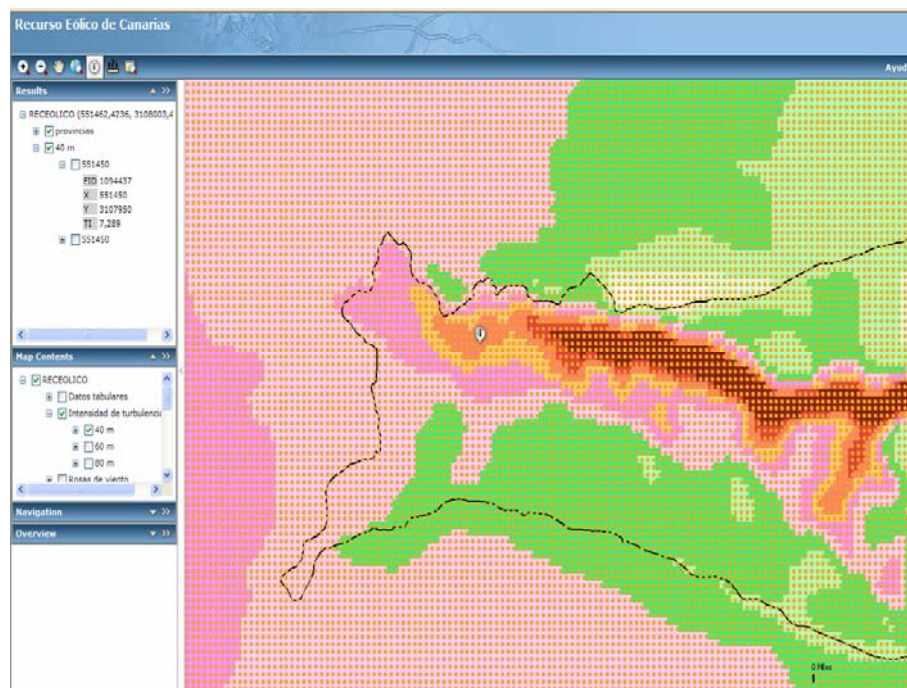 Recurso Eólico de Canarias
Ayud
Results
RECEOLICO (551462,4236, 3108003,4
provincias
40 m
551450
FID 1094437
X 551450
Y 3107950
TI 7,289
551450
Map Contents
RECEOLICO
Datos tabulares
Intensidad de turbulencia
40 m
60 m
80 m
Rosas de viento
Navigation
Overview
0 Miles